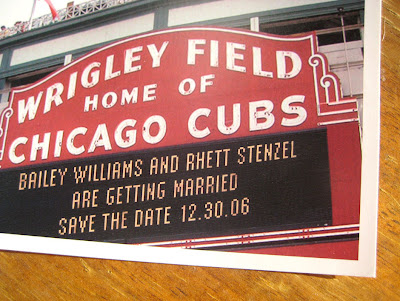 WRIGLEY FIELD
HOME OF
CHICAGO CUBS
BAILEY WILLIAMS AND RHETT STENZEL
ARE GETTING MARRIED
SAVE THE DATE 12.30.06